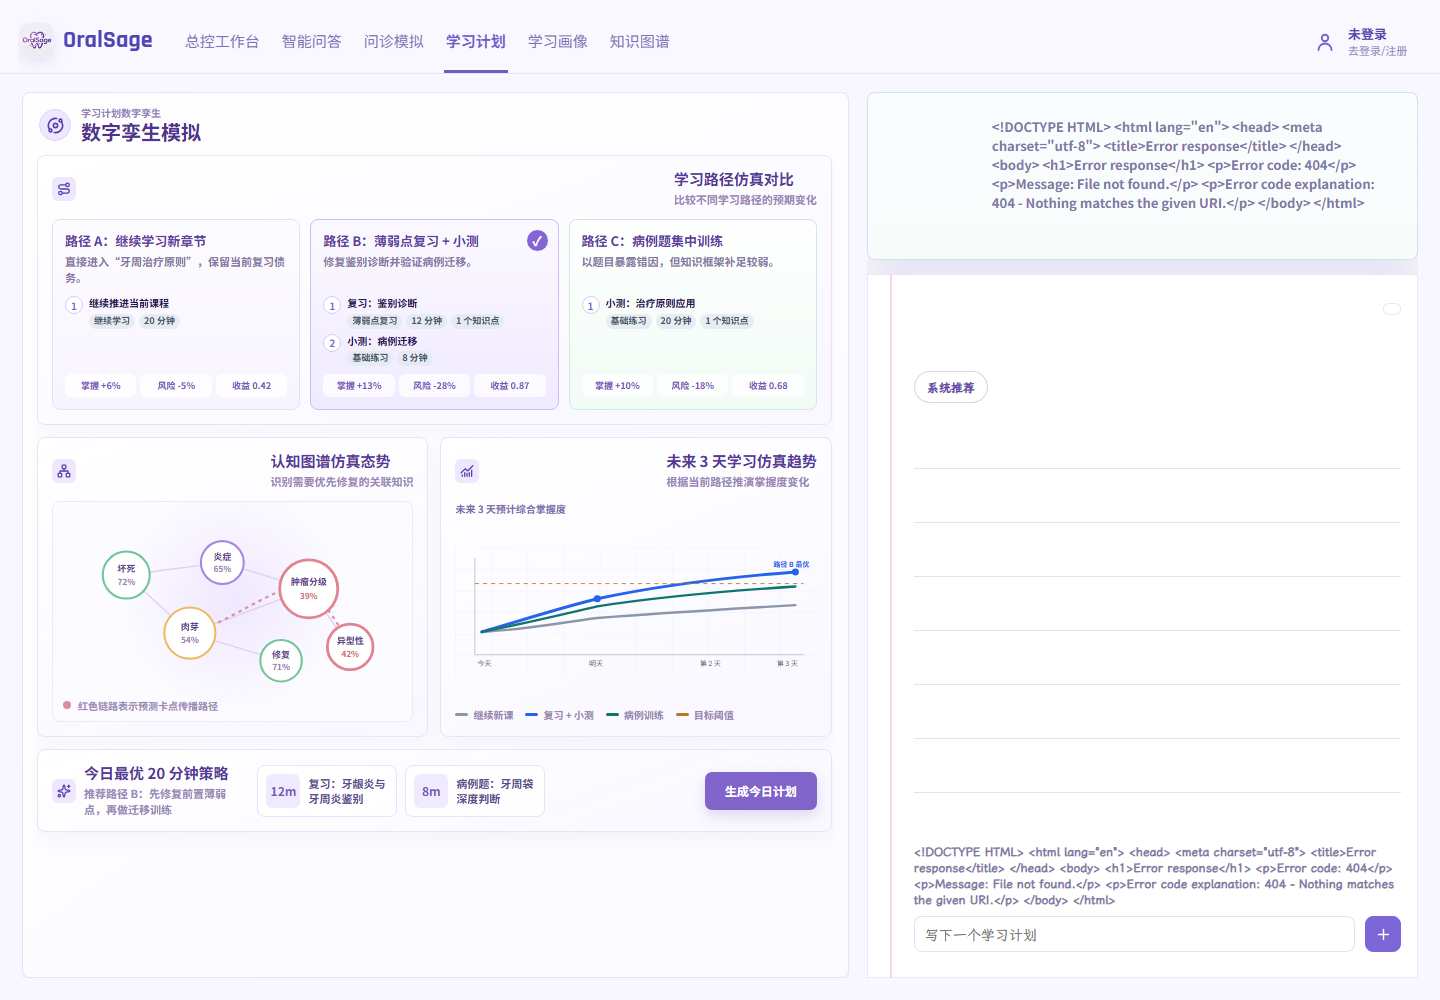 OralSage
OralSage
总控工作台
智能问答
问诊模拟
学习计划
学习画像
知识图谱
未登录
去登录/注册
学习计划数字孪生
数字孪生模拟
学习路径仿真对比
比较不同学习路径的预期变化
路径 A：继续学习新章节
直接进入“牙周治疗原则”，保留当前复习债
务。
1
继续推进当前课程
继续学习
20 分钟
掌握 +6%
风险 -5%
收益 0.42
路径 B：薄弱点复习 + 小测
修复鉴别诊断并验证病例迁移。
1
复习：鉴别诊断
薄弱点复习
12 分钟
1 个知识点
2
小测：病例迁移
基础练习
8 分钟
掌握 +13%
风险 -28%
收益 0.87
路径 C：病例题集中训练
以题目暴露错因，但知识框架补足较弱。
1
小测：治疗原则应用
基础练习
20 分钟
1 个知识点
掌握 +10%
风险 -18%
收益 0.68
认知图谱仿真态势
识别需要优先修复的关联知识
坏死
72%
炎症
65%
肿瘤分级
39%
肉芽
54%
修复
71%
异型性
42%
红色链路表示预测卡点传播路径
未来 3 天学习仿真趋势
根据当前路径推演掌握度变化
未来 3 天预计综合掌握度
路径 B 最优
今天
明天
第 2 天
第 3 天
继续新课
复习 + 小测
病例训练
目标阈值
今日最优 20 分钟策略
推荐路径 B：先修复前置薄弱
点，再做迁移训练
12m
复习：牙龈炎与
牙周炎鉴别
8m
病例题：牙周袋
深度判断
生成今日计划
<!DOCTYPE HTML> <html lang="en"> <head> <meta
charset="utf-8"> <title>Error response</title> </head>
<body> <h1>Error response</h1> <p>Error code: 404</p>
<p>Message: File not found.</p> <p>Error code explanation:
404 - Nothing matches the given URI.</p> </body> </html>
系统推荐
<!DOCTYPE HTML> <html lang="en"> <head> <meta charset="utf-8"> <title>Error
response</title> </head> <body> <h1>Error response</h1> <p>Error code: 404</p>
<p>Message: File not found.</p> <p>Error code explanation: 404 - Nothing matches
the given URI.</p> </body> </html>
写下一个学习计划